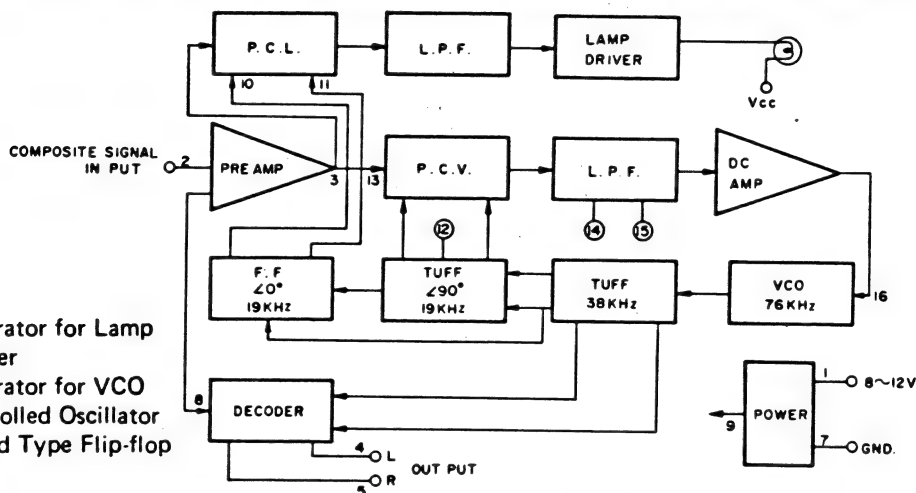 P.C.L.
L.P.F.
LAMP
DRIVER
10
11
Vcc
COMPOSITE SIGNAL
IN PUT
2
PRE AMP
3
13
P.C.V.
L.P.F.
DC
AMP
12
14
15
F.F
∠0°
19KHz
TUFF
∠90°
19KHz
TUFF
38KHz
VCO
76KHz
16
rator for Lamp
er
rator for VCO
olled Oscillator
d Type Flip-flop
8
DECODER
4
L
OUT PUT
5
R
POWER
1
8~12V
9
7
GND.